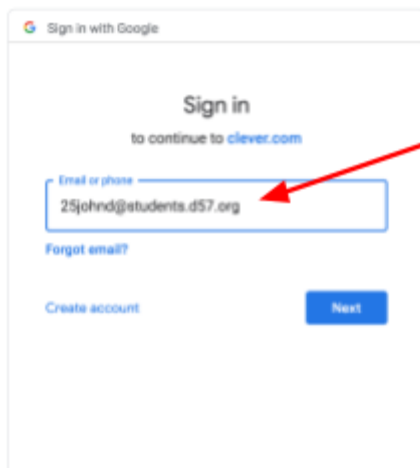 Sign in with Google
Sign in
to continue to clever.com
Email or phone
25johnd@students.d57.org
Forgot email?
Create account
Next